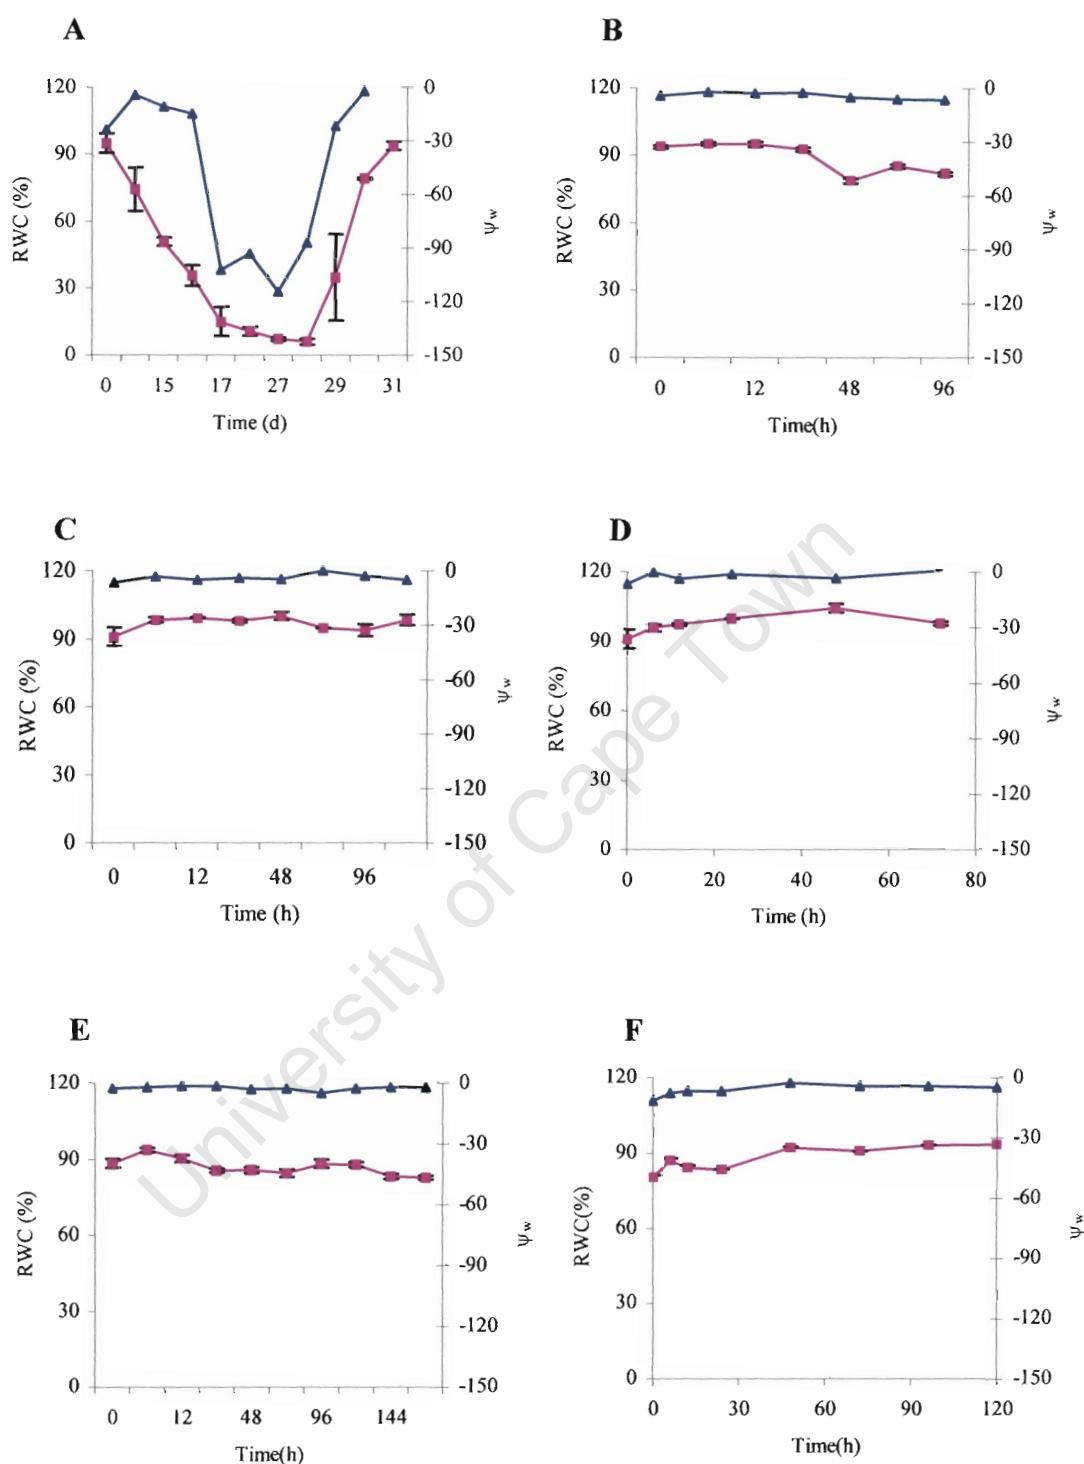 A
120
90
60
30
0
RWC (%)
0
-30
-60
-90
-120
-150
Ψw
0 15 17 27 29 31
Time (d)
B
120
90
60
30
0
RWC (%)
0
-30
-60
-90
-120
-150
Ψw
0 12 48 96
Time(h)
C
120
90
60
30
0
RWC (%)
0
-30
-60
-90
-120
-150
Ψw
0 12 48 96
Time (h)
D
120
90
60
30
0
RWC (%)
0
-30
-60
-90
-120
-150
Ψw
0 20 40 60 80
Time (h)
E
120
90
60
30
0
RWC (%)
0
-30
-60
-90
-120
-150
Ψw
0 12 48 96 144
Time(h)
F
120
90
60
30
0
RWC(%)
0
-30
-60
-90
-120
-150
Ψw
0 30 60 90 120
Time(h)
University of Cape Town